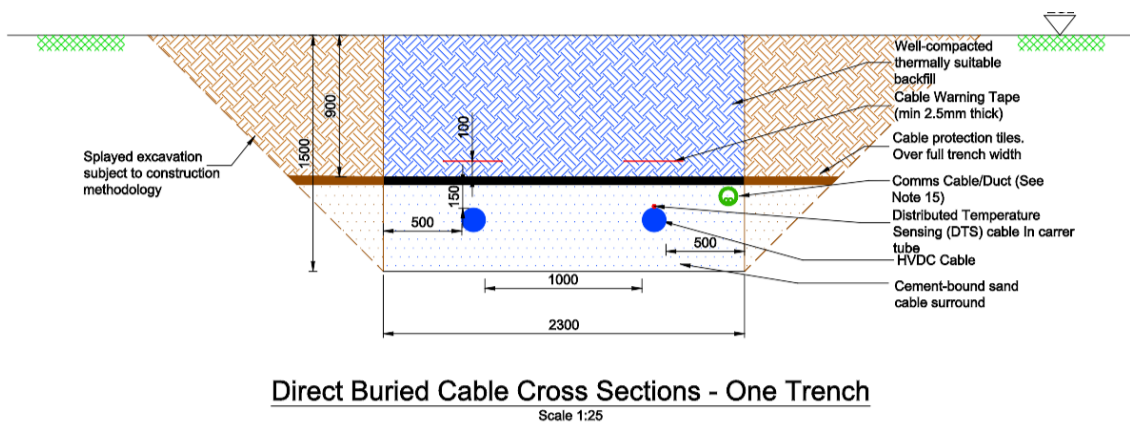 Well-compacted
thermally suitable
backfill
Cable Warning Tape
(min 2.5mm thick)
Cable protection tiles.
Over full trench width
Comms Cable/Duct (See
Note 15)
Distributed Temperature
Sensing (DTS) cable In carrer
tube
HVDC Cable
Cement-bound sand
cable surround
Splayed excavation
subject to construction
methodology
1500
900
100
150
500
500
1000
2300
Direct Buried Cable Cross Sections - One Trench
Scale 1:25